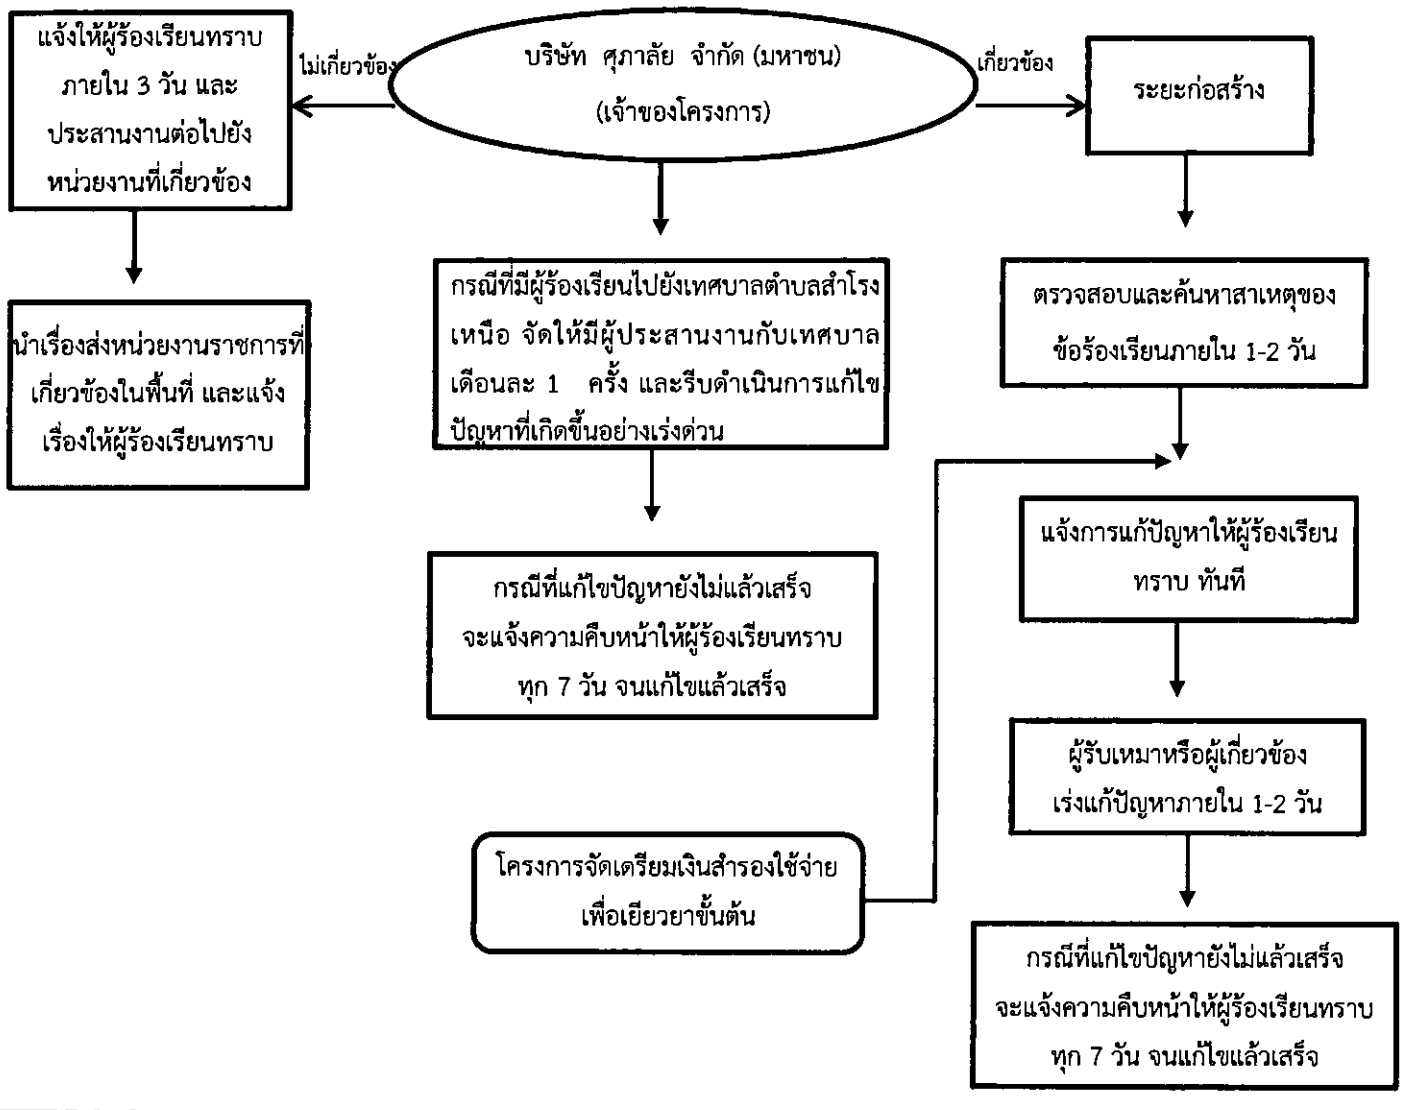 แจ้งให้ผู้ร้องเรียนทราบ
ภายใน 3 วัน และ
ประสานงานต่อไปยัง
หน่วยงานที่เกี่ยวข้อง
ไม่เกี่ยวข้อง
บริษัท ศุภาลัย จำกัด (มหาชน)
(เจ้าของโครงการ)
เกี่ยวข้อง
ระยะก่อสร้าง
นำเรื่องส่งหน่วยงานราชการที่
เกี่ยวข้องในพื้นที่ และแจ้ง
เรื่องให้ผู้ร้องเรียนทราบ
กรณีที่มีผู้ร้องเรียนไปยังเทศบาลตำบลสำโรง
เหนือ จัดให้มีผู้ประสานงานกับเทศบาล
เดือนละ 1 ครั้ง และรีบดำเนินการแก้ไข
ปัญหาที่เกิดขึ้นอย่างเร่งด่วน
ตรวจสอบและค้นหาสาเหตุของ
ข้อร้องเรียนภายใน 1-2 วัน
แจ้งการแก้ปัญหาให้ผู้ร้องเรียน
ทราบ ทันที
กรณีที่แก้ไขปัญหายังไม่แล้วเสร็จ
จะแจ้งความคืบหน้าให้ผู้ร้องเรียนทราบ
ทุก 7 วัน จนแก้ไขแล้วเสร็จ
ผู้รับเหมาหรือผู้เกี่ยวข้อง
เร่งแก้ปัญหาภายใน 1-2 วัน
โครงการจัดเตรียมเงินสำรองใช้จ่าย
เพื่อเยียวยาขั้นต้น
กรณีที่แก้ไขปัญหายังไม่แล้วเสร็จ
จะแจ้งความคืบหน้าให้ผู้ร้องเรียนทราบ
ทุก 7 วัน จนแก้ไขแล้วเสร็จ